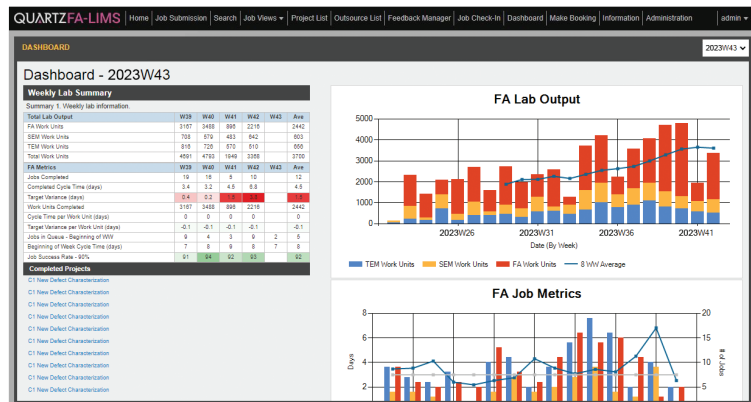 QUARTZFA-LIMS Home Job Submission Search Job Views Project List Outsource List Feedback Manager Job Check-In Dashboard Make Booking Information Administration admin
DASHBOARD 2023W43
Dashboard - 2023W43
Weekly Lab Summary
Summary 1. Weekly lab information.
Total Lab Output W39 W40 W41 W42 W43 Ave
FA Work Units 3167 3488 896 2216 2442
SEM Work Units 708 579 483 642 603
TEM Work Units 816 726 570 510 656
Total Work Units 4691 4793 1949 3368 3700
FA Metrics W39 W40 W41 W42 W43 Ave
Jobs Completed 19 16 5 10 12
Completed Cycle Time (days) 3.4 3.2 4.5 6.8 4.5
Target Variance (days) 0.4 0.2
Work Units Completed 3167 3488 896 2216 2442
Cycle Time per Work Unit (days) 0 0 0 0 0
Target Variance per Work Unit (days) -0.1 -0.1 -0.1 -0.1 -0.1
Jobs in Queue - Beginning of WW 9 4 3 9 2 5
Beginning of Week Cycle Time (days) 7 8 9 8 7 8
Job Success Rate - 90% 91 94 92 93 92
Completed Projects
C1 New Defect Characterization
C1 New Defect Characterization
C1 New Defect Characterization
C1 New Defect Characterization
C1 New Defect Characterization
C1 New Defect Characterization
C1 New Defect Characterization
C1 New Defect Characterization
C1 New Defect Characterization
C1 New Defect Characterization
FA Lab Output
5000
4000
3000
2000
1000
0
2023W26 2023W31 2023W36 2023W41
Date (By Week)
TEM Work Units SEM Work Units FA Work Units 8 WW Average
FA Job Metrics
8 20
6 15
4 10
2 5
Days
# of Jobs